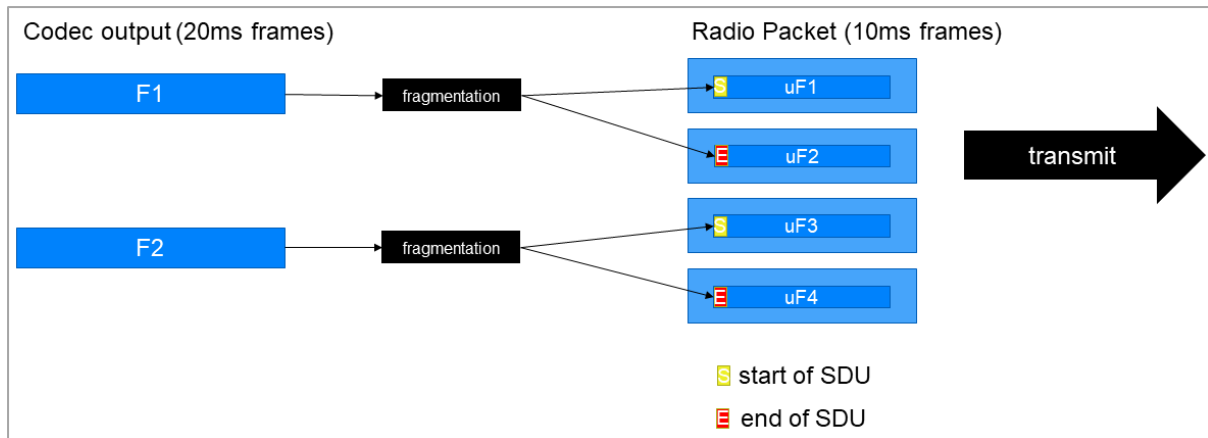 Codec output (20ms frames)
Radio Packet (10ms frames)
F1
fragmentation
S uF1
E uF2
transmit
F2
fragmentation
S uF3
E uF4
S start of SDU
E end of SDU